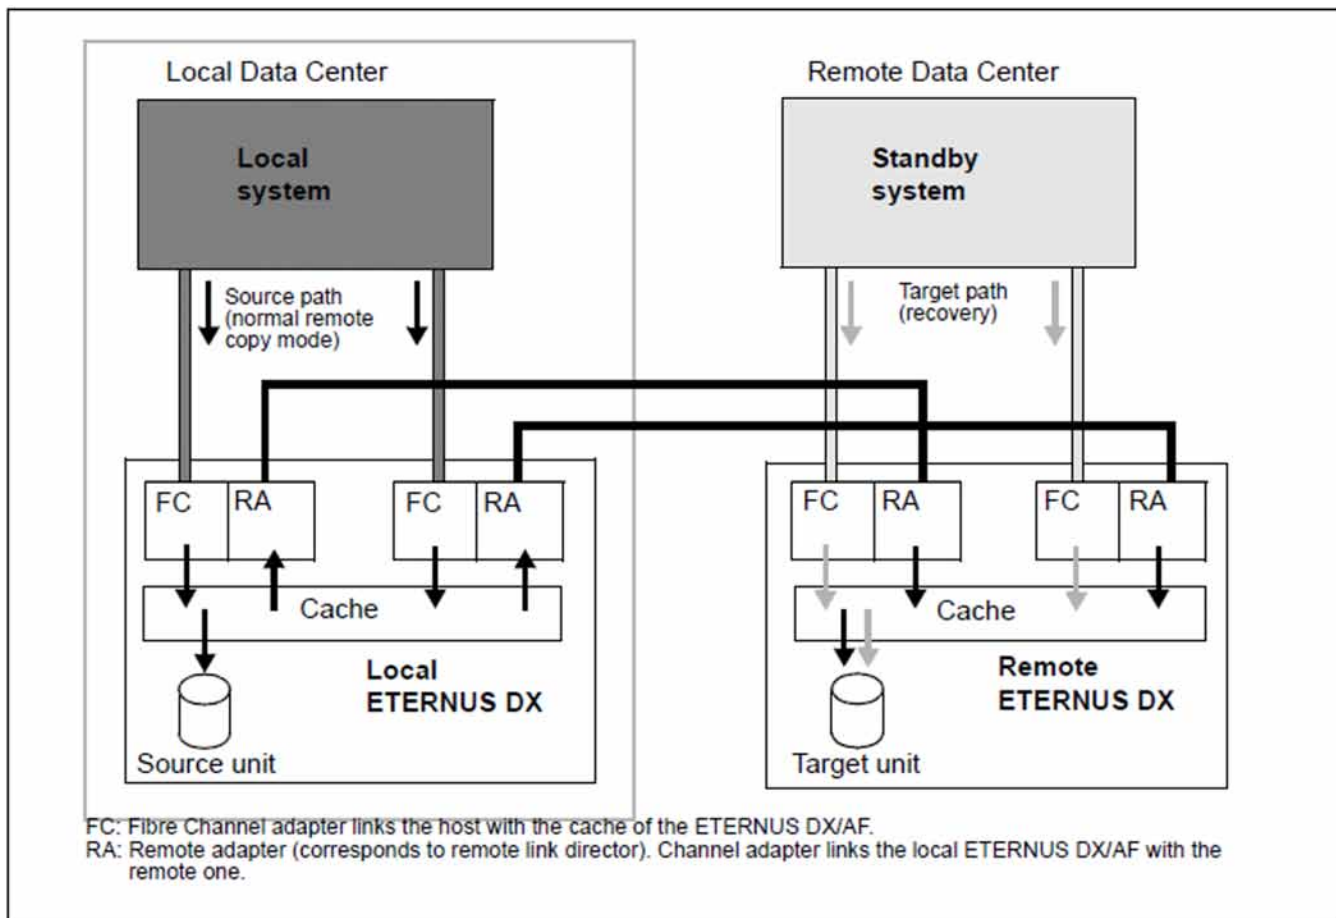 Local Data Center
Remote Data Center
Local
system
Standby
system
Source path
(normal remote
copy mode)
Target path
(recovery)
FC
RA
FC
RA
FC
RA
FC
RA
Cache
Cache
Local
ETERNUS DX
Remote
ETERNUS DX
Source unit
Target unit
FC: Fibre Channel adapter links the host with the cache of the ETERNUS DX/AF.
RA: Remote adapter (corresponds to remote link director). Channel adapter links the local ETERNUS DX/AF with the
remote one.